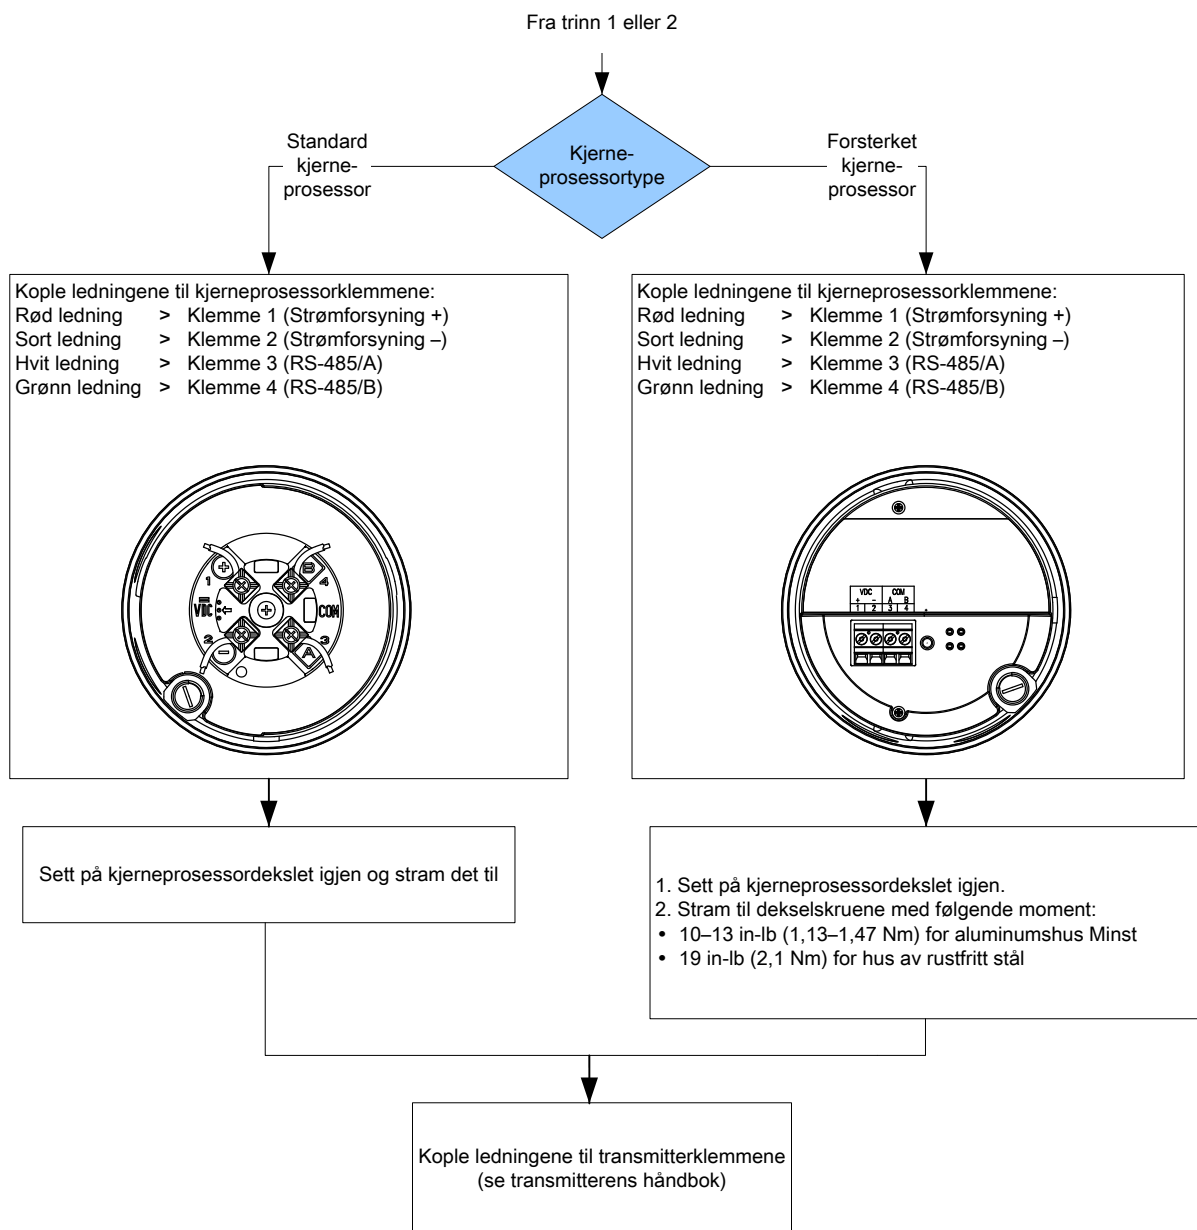 Fra trinn 1 eller 2
Kjerne-
prosessortype
Standard
kjerne-
prosessor
Forsterket
kjerne-
prosessor
Kople ledningene til kjerneprosessorklemmene:
Rød ledning > Klemme 1 (Strømforsyning +)
Sort ledning > Klemme 2 (Strømforsyning –)
Hvit ledning > Klemme 3 (RS-485/A)
Grønn ledning > Klemme 4 (RS-485/B)
+ B
1 4
VDC COM
2 3
– A
Kople ledningene til kjerneprosessorklemmene:
Rød ledning > Klemme 1 (Strømforsyning +)
Sort ledning > Klemme 2 (Strømforsyning –)
Hvit ledning > Klemme 3 (RS-485/A)
Grønn ledning > Klemme 4 (RS-485/B)
VDC COM
+ - A B
1 2 3 4
Sett på kjerneprosessordekslet igjen og stram det til
1. Sett på kjerneprosessordekslet igjen.
2. Stram til dekselskruene med følgende moment:
• 10–13 in-lb (1,13–1,47 Nm) for aluminumshus Minst
• 19 in-lb (2,1 Nm) for hus av rustfritt stål
Kople ledningene til transmitterklemmene
(se transmitterens håndbok)